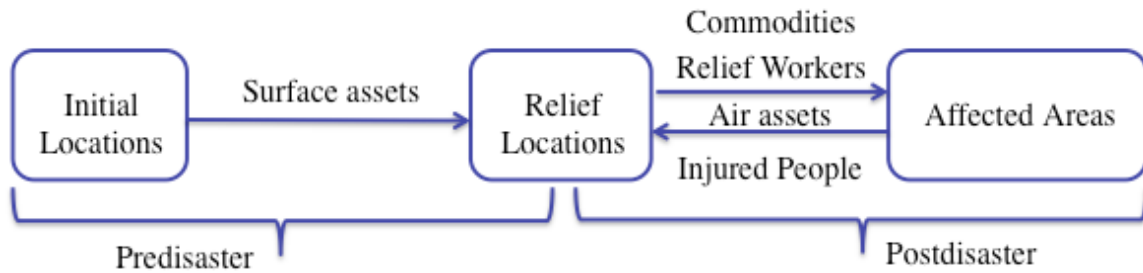 Commodities
Initial
Locations
Surface assets
Relief
Locations
Relief Workers
Air assets
Injured People
Affected Areas
Predisaster
Postdisaster